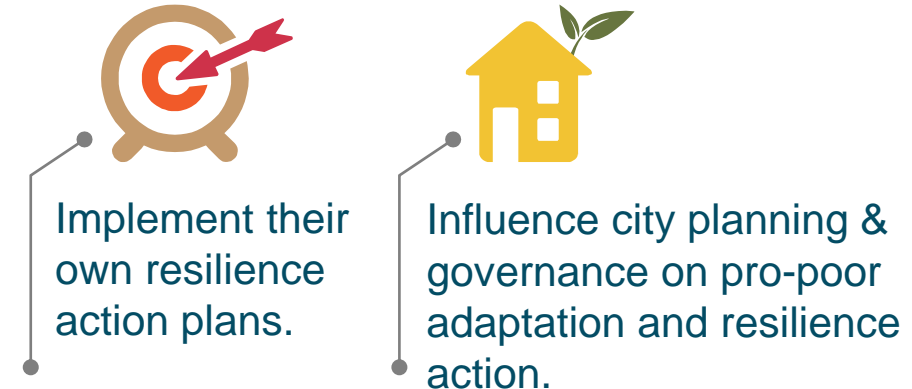 Implement their
own resilience
action plans.
Influence city planning &
governance on pro-poor
adaptation and resilience
action.